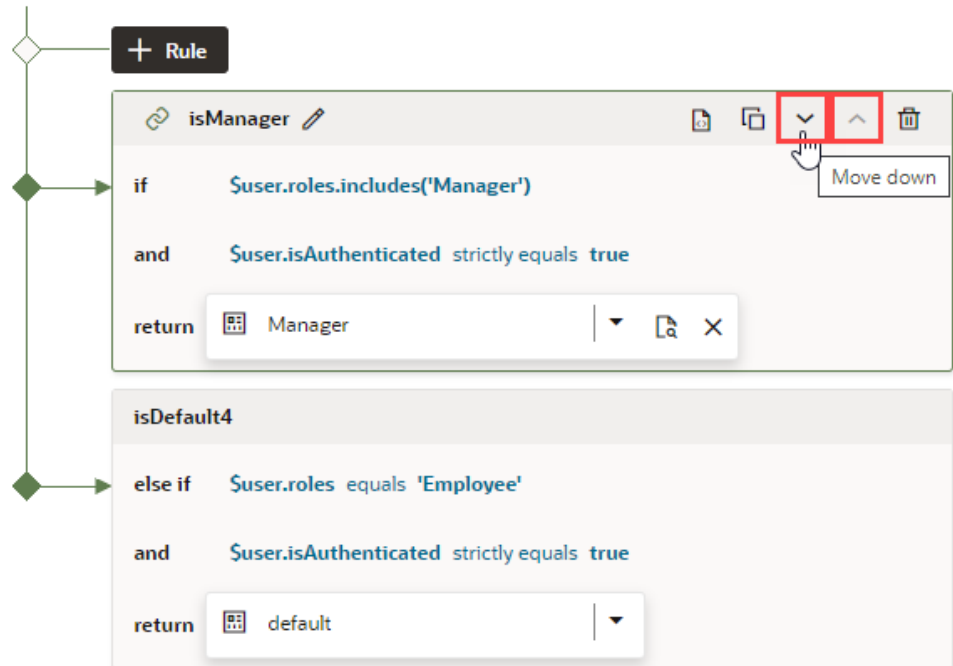 + Rule
isManager
Move down
if $user.roles.includes('Manager')
and $user.isAuthenticated strictly equals true
return Manager
isDefault4
else if $user.roles equals 'Employee'
and $user.isAuthenticated strictly equals true
return default